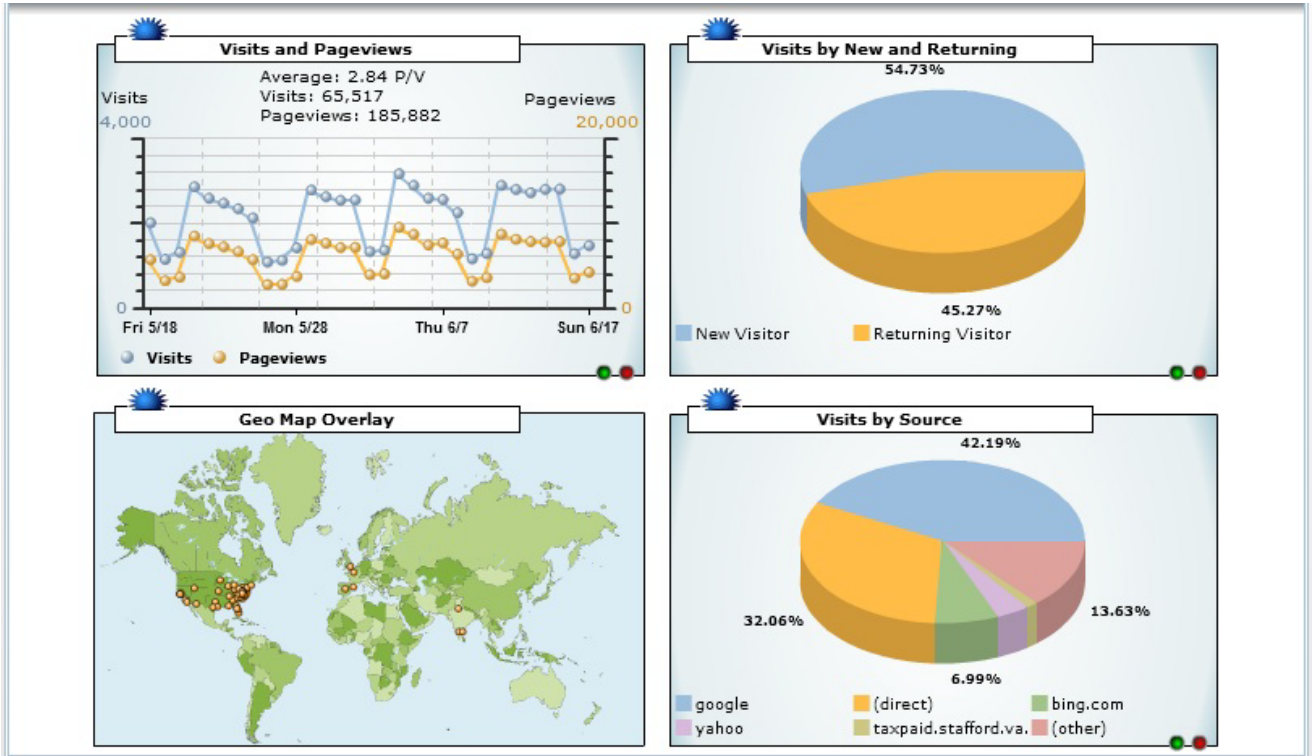 Visits and Pageviews
Average: 2.84 P/V
Visits: 65,517
Pageviews: 185,882
Visits
4,000
Pageviews
20,000
0
0
Fri 5/18
Mon 5/28
Thu 6/7
Sun 6/17
Visits
Pageviews
Visits by New and Returning
54.73%
45.27%
New Visitor
Returning Visitor
Geo Map Overlay
Visits by Source
42.19%
32.06%
13.63%
6.99%
google
(direct)
bing.com
yahoo
taxpaid.stafford.va.
(other)